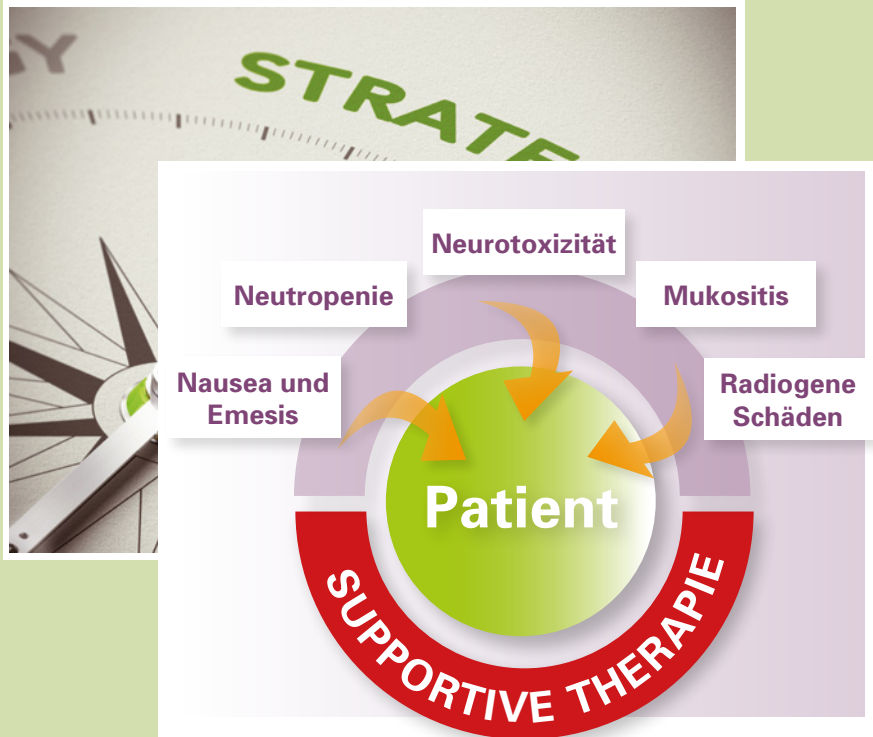 STRATE
Neurotoxizität
Neutropenie
Mukositis
Nausea und
Emesis
Radiogene
Schäden
Patient
SUPPORTIVE THERAPIE